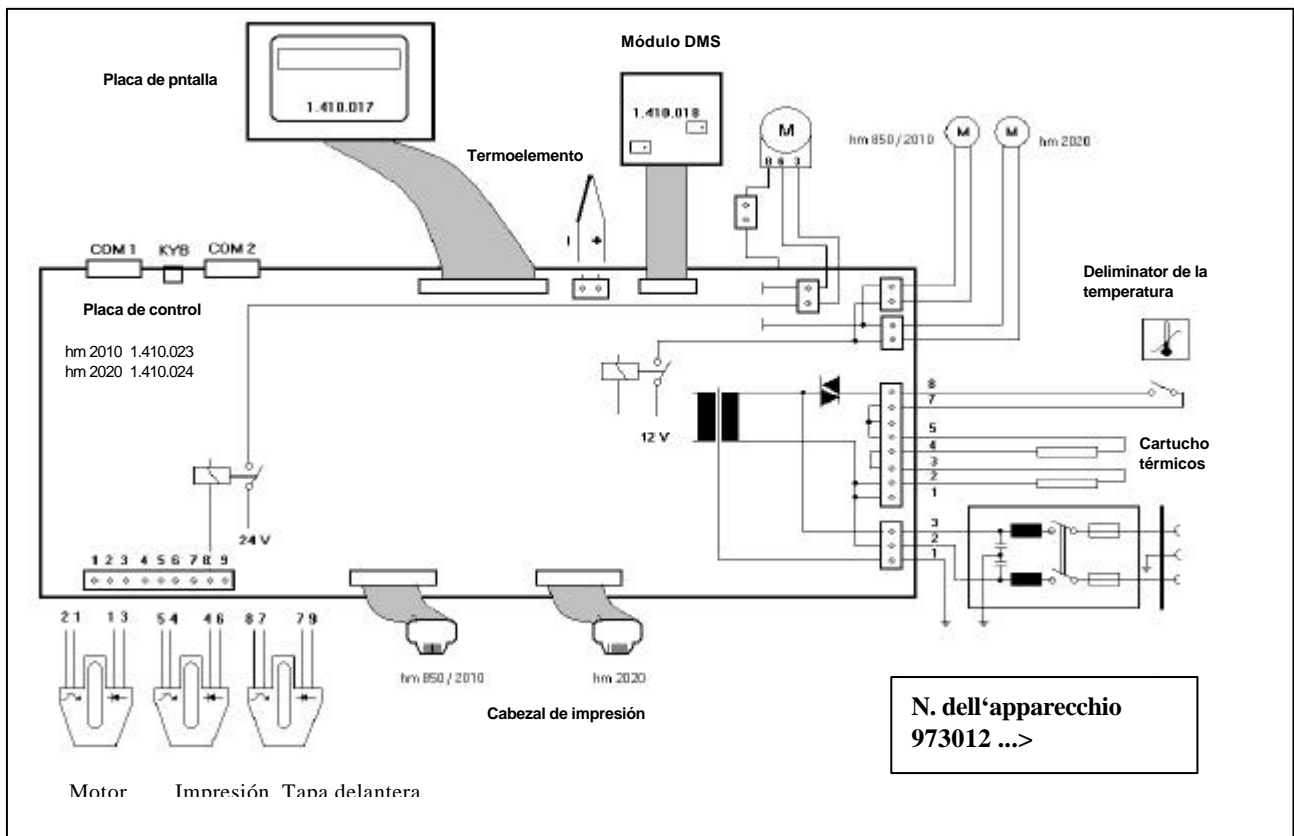 Módulo DMS
Placa de pntalla
1.410.017
1.410.018
M
8 6 3
hm 850 / 2010
M
M
hm 2020
Termoelemento
I +
COM 1 KYB COM 2
Placa de control
hm 2010 1.410.023
hm 2020 1.410.024
Deliminator de la
temperatura
12 V
8
7
5
4
3
2
1
Cartucho
térmicos
3
2
1
24 V
1 2 3 4 5 6 7 8 9
2 1 1 3 5 4 4 6 8 7 7 9
hm 850 / 2010
hm 2020
Cabezal de impresión
N. dell‘apparecchio
973012 ...>
Motor Impresión Tapa delantera